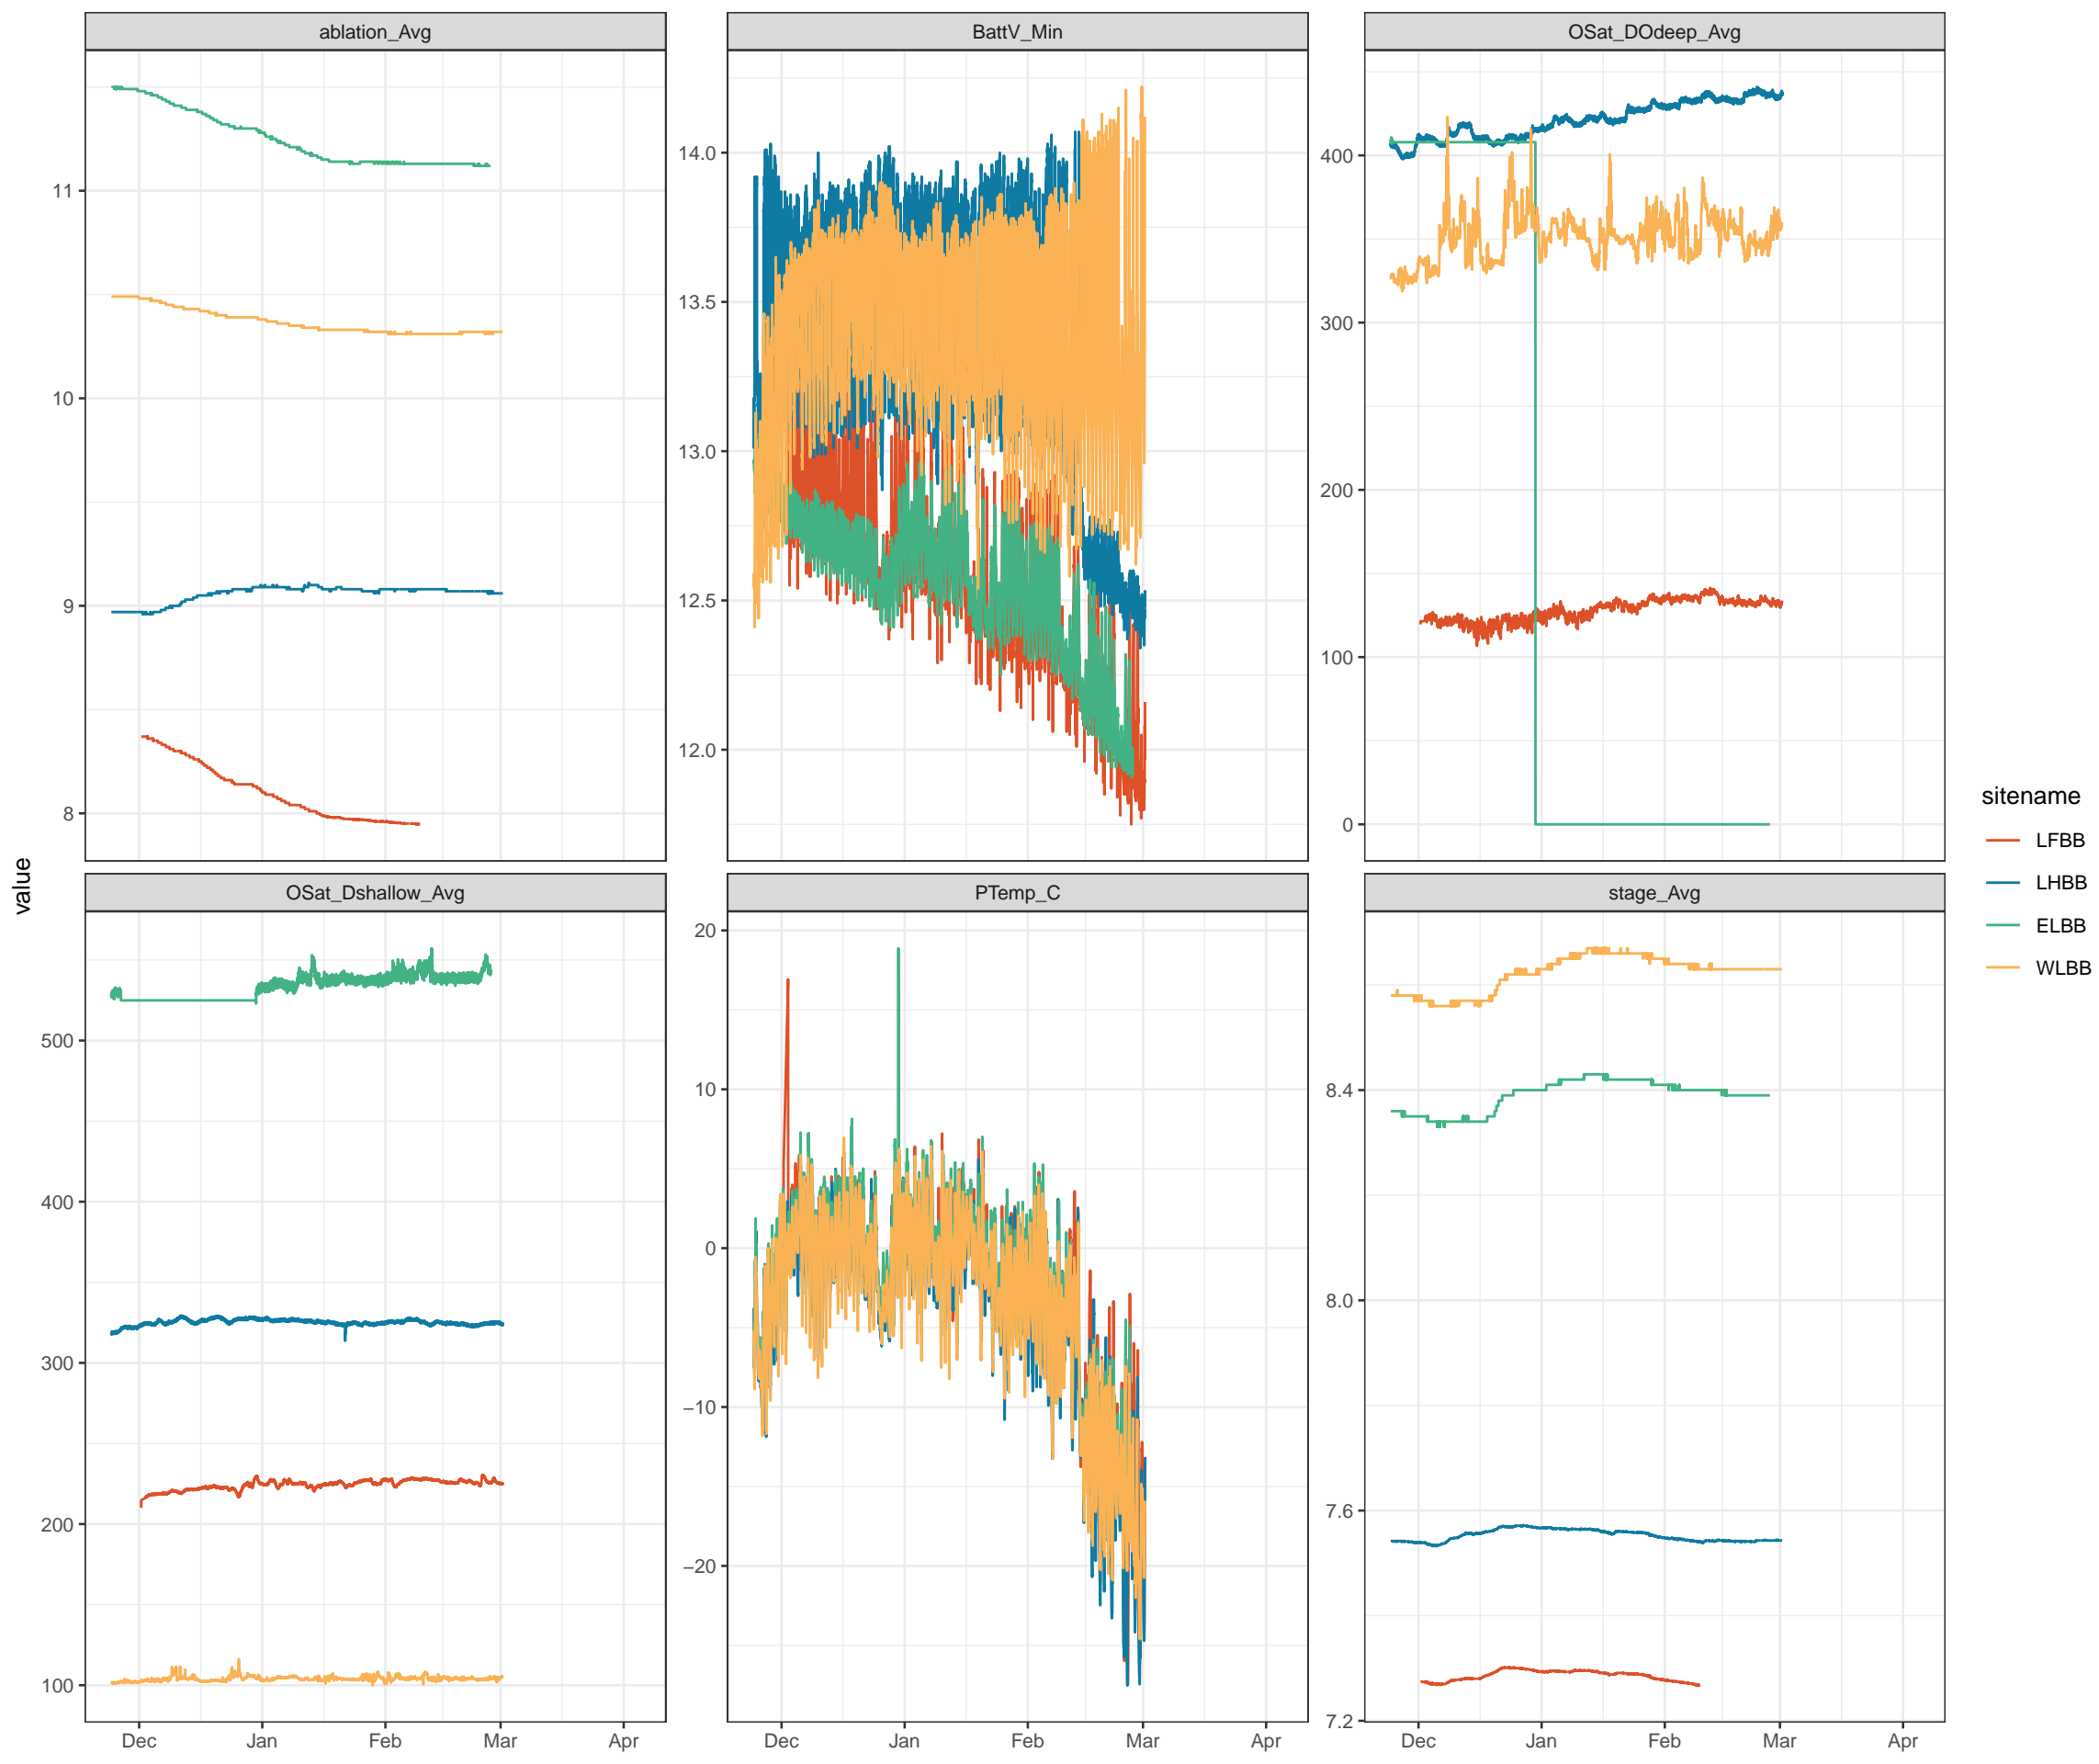 ablation_Avg
BattV_Min
OSat_DOdeep_Avg
11
10
9
8
14.0
13.5
13.0
12.5
12.0
400
300
200
100
0
value
OSat_Dshallow_Avg
PTemp_C
stage_Avg
500
400
300
200
100
20
10
0
−10
−20
8.4
8.0
7.6
7.2
Dec Jan Feb Mar Apr
Dec Jan Feb Mar Apr
Dec Jan Feb Mar Apr
sitename
LFBB
LHBB
ELBB
WLBB